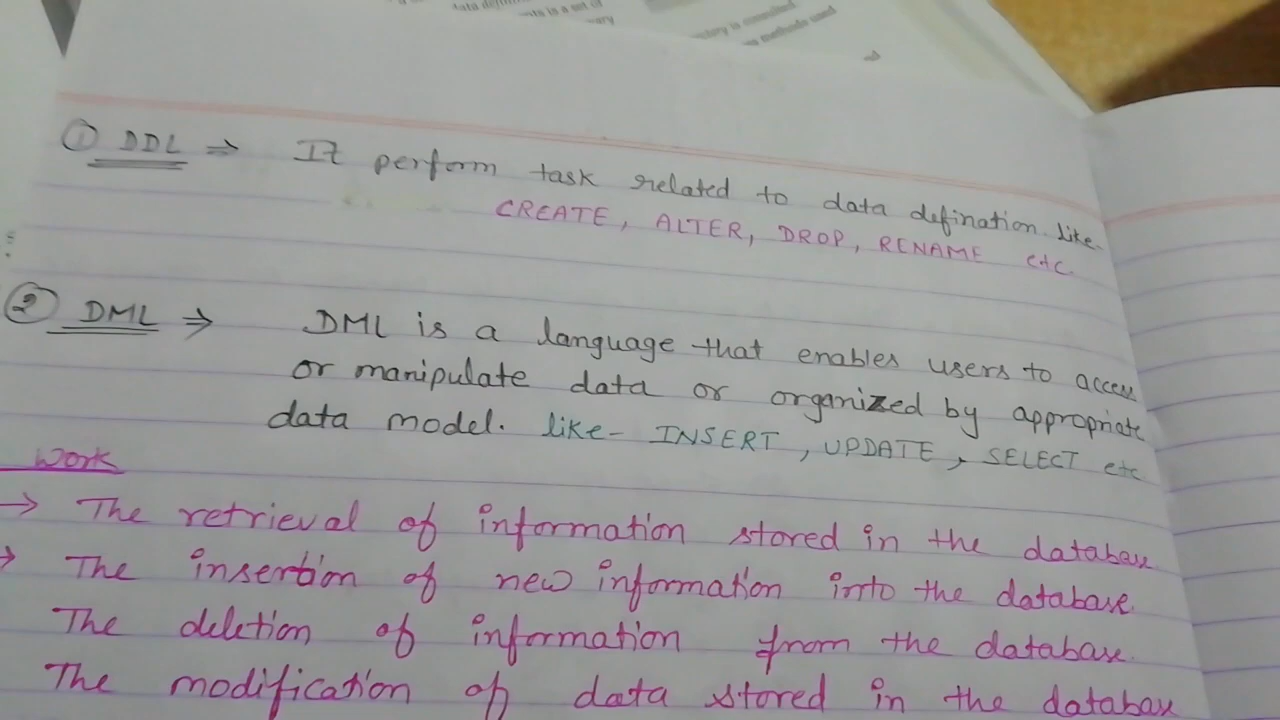 ① DDL ⇒ It perform task related to data defination like
CREATE, ALTER, DROP, RENAME etc.
② DML ⇒ DML is a language that enables users to access
or manipulate data or organized by appropriate
data model. like- INSERT, UPDATE, SELECT etc
Work
→ The retrieval of information stored in the database
→ The insertion of new information into the database.
The deletion of information from the database.
The modification of data stored in the database